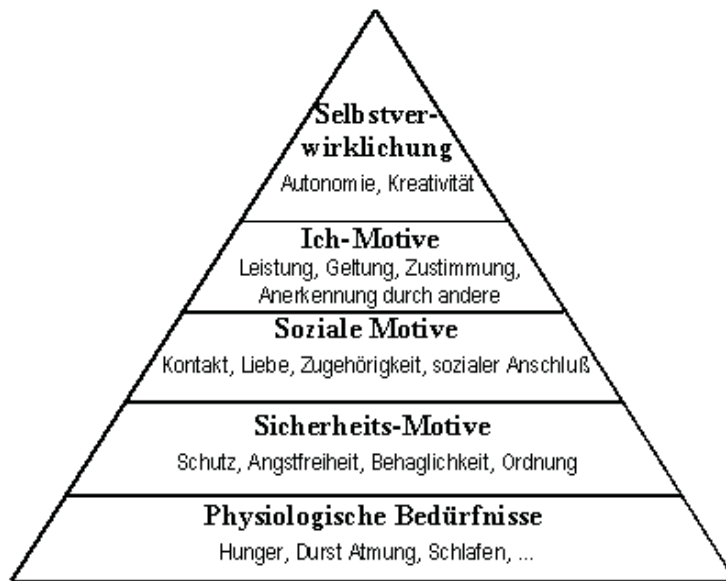 Selbstver-
wirklichung
Autonomie, Kreativität
Ich-Motive
Leistung, Geltung, Zustimmung,
Anerkennung durch andere
Soziale Motive
Kontakt, Liebe, Zugehörigkeit, sozialer Anschluß
Sicherheits-Motive
Schutz, Angstfreiheit, Behaglichkeit, Ordnung
Physiologische Bedürfnisse
Hunger, Durst Atmung, Schlafen, ...